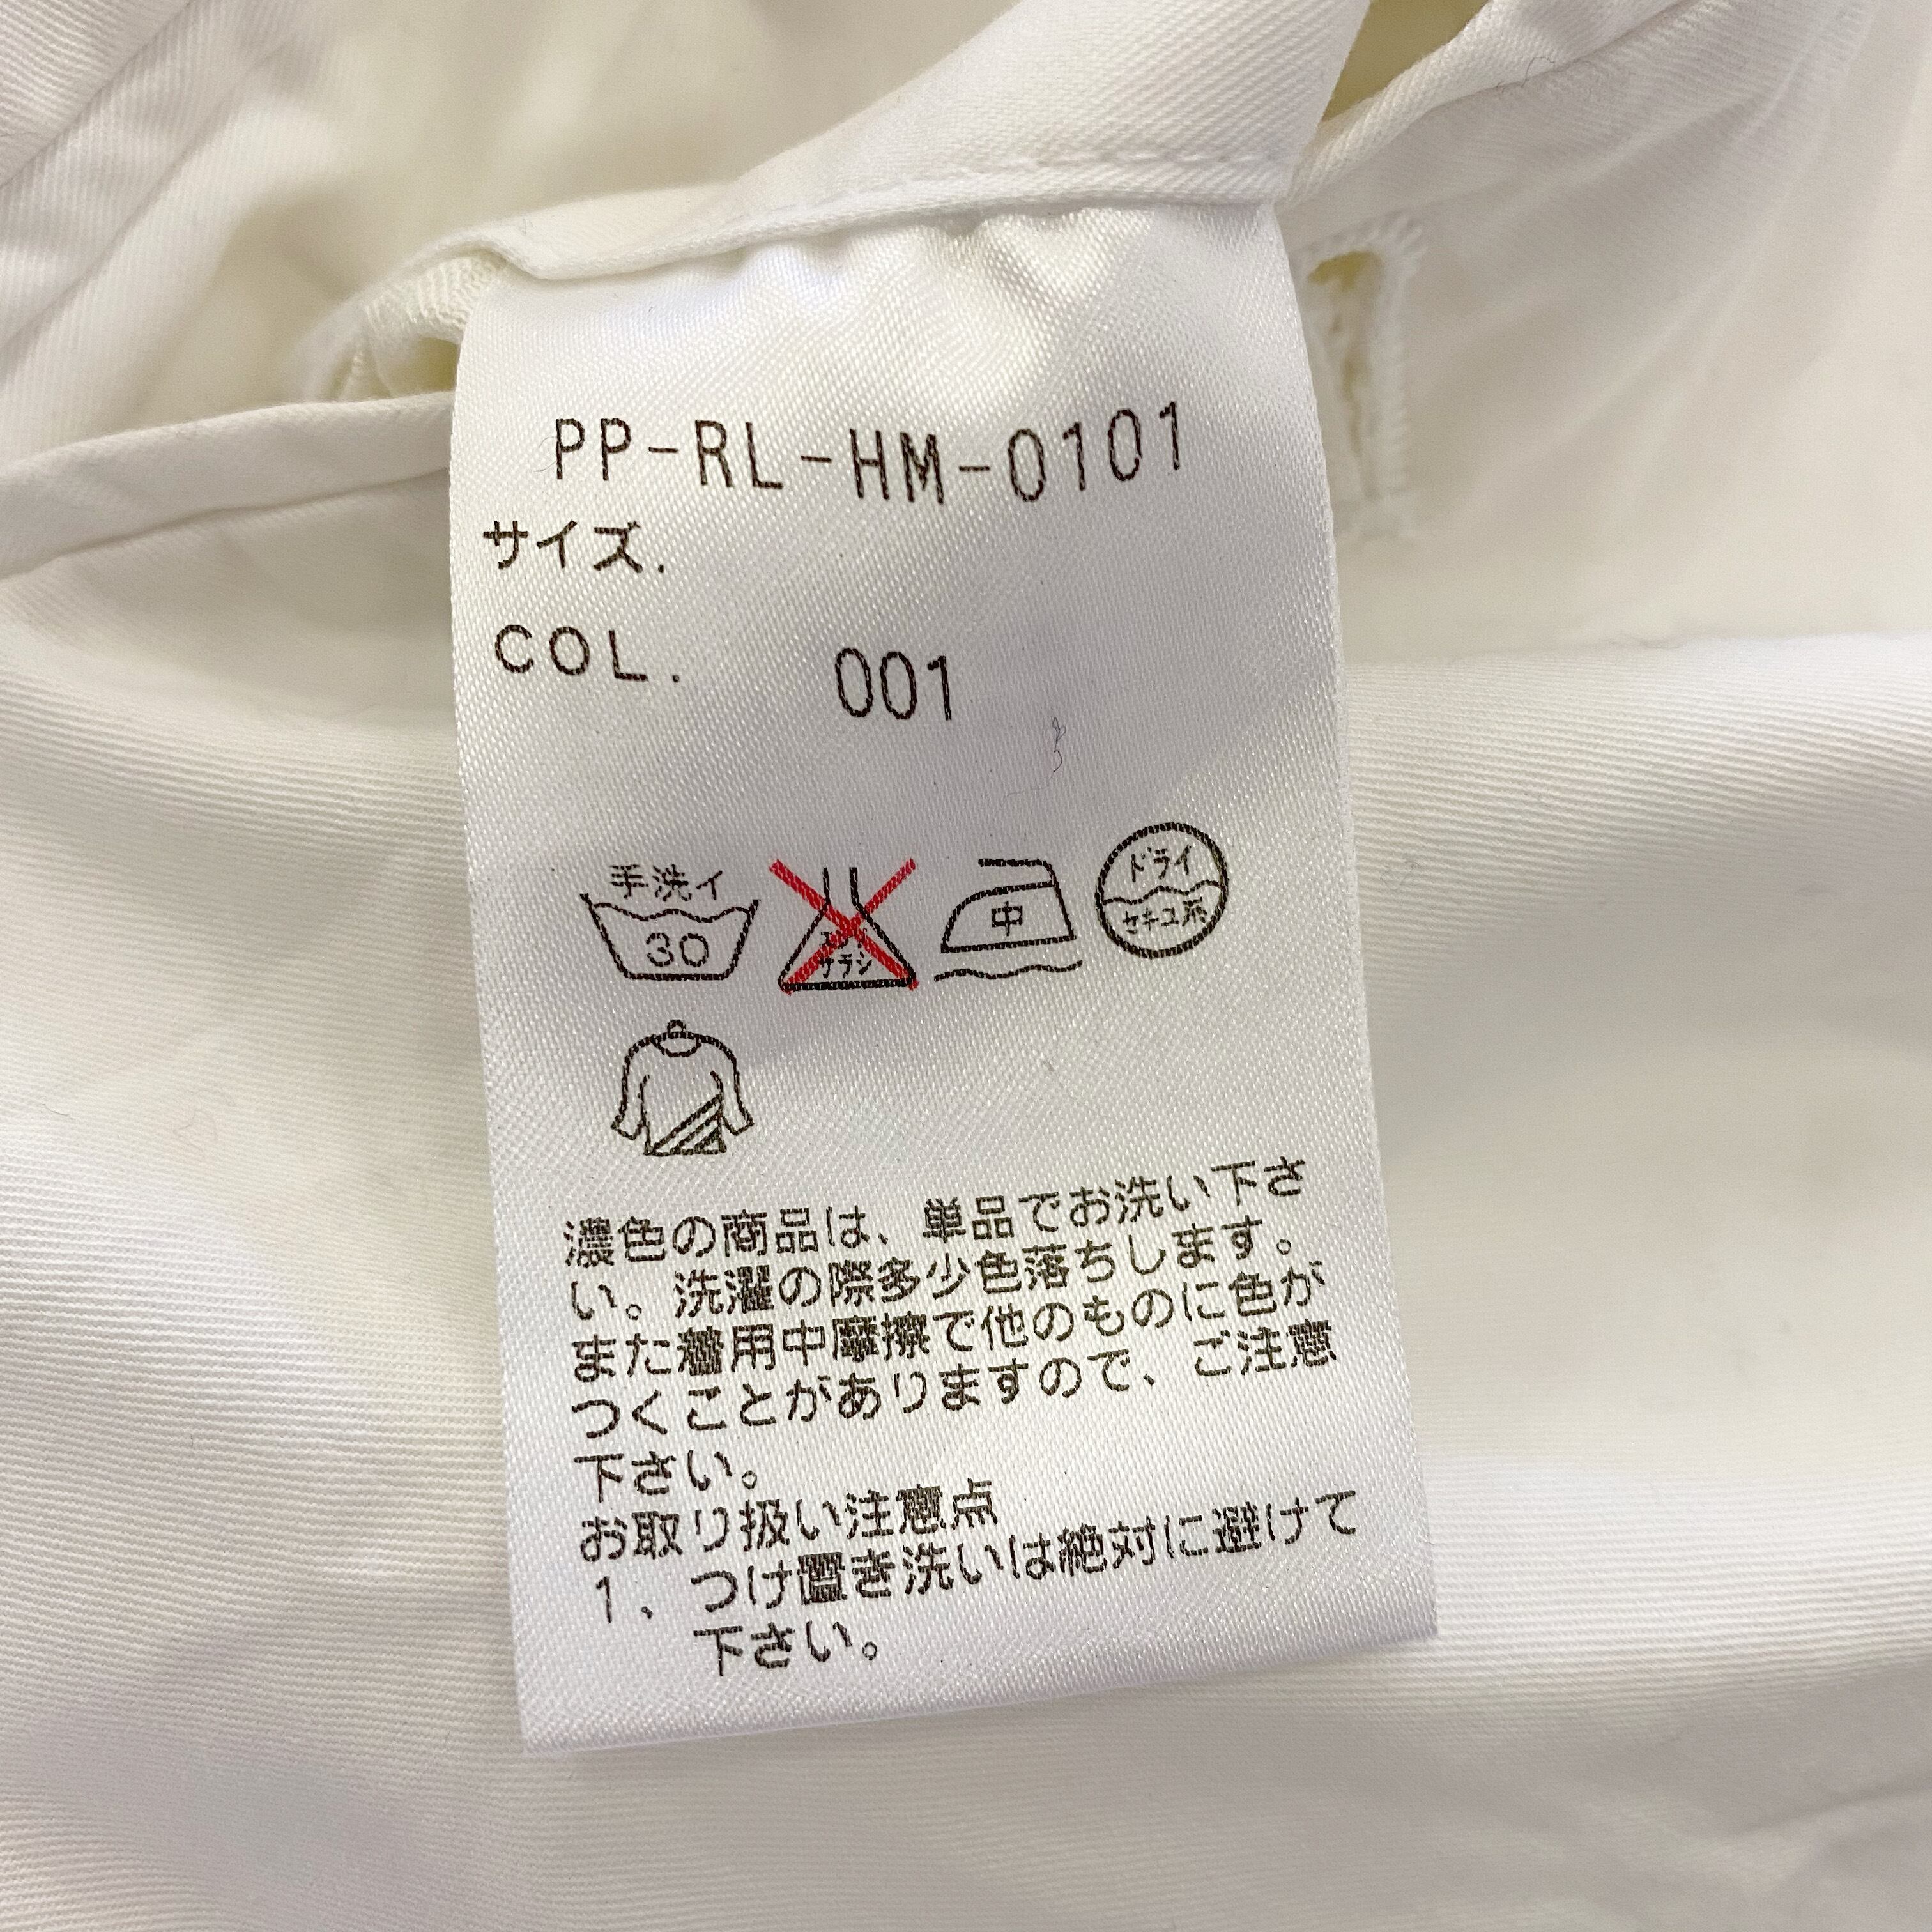 PP-RL-HM-0101
サイズ.
COL. 001
手洗イ
30
サラシ
中
ドライ
セキユ系
濃色の商品は、単品でお洗い下さ
い。洗濯の際多少色落ちします。
また着用中摩擦で他のものに色が
つくことがありますので、ご注意
下さい。
お取り扱い注意点
1、つけ置き洗いは絶対に避けて
下さい。